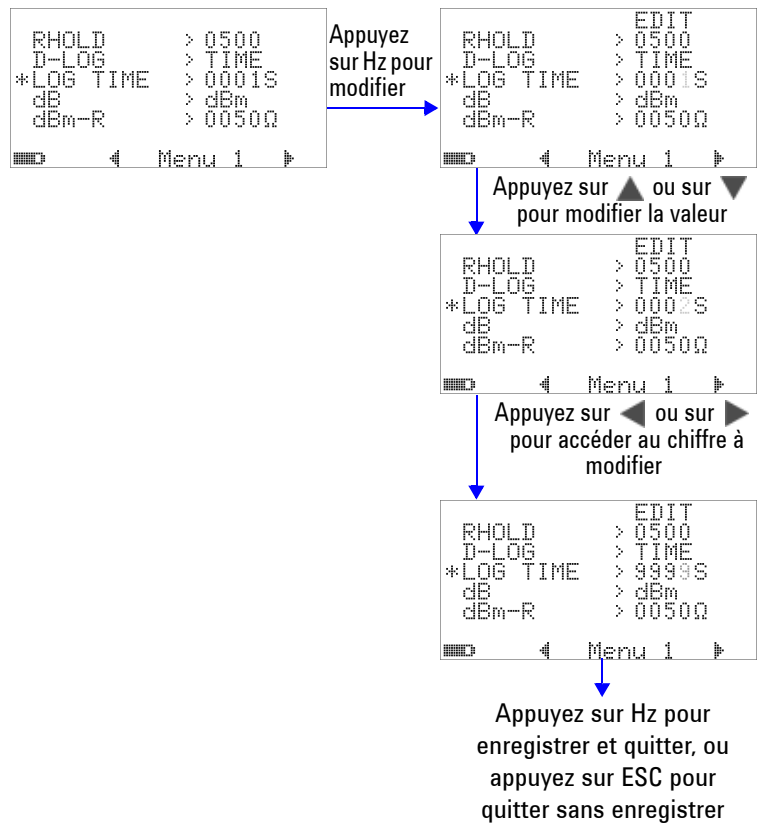 RHOLD > 0500
D-LOG > TIME
*LOG TIME > 0001S
dB > dBm
dBm-R > 0050Ω
Menu 1
Appuyez
sur Hz pour
modifier
EDIT
RHOLD > 0500
D-LOG > TIME
*LOG TIME > 0001S
dB > dBm
dBm-R > 0050Ω
Menu 1
Appuyez sur ▲ ou sur ▼
pour modifier la valeur
EDIT
RHOLD > 0500
D-LOG > TIME
*LOG TIME > 0002S
dB > dBm
dBm-R > 0050Ω
Menu 1
Appuyez sur ◀ ou sur ▶
pour accéder au chiffre à
modifier
EDIT
RHOLD > 0500
D-LOG > TIME
*LOG TIME > 9999S
dB > dBm
dBm-R > 0050Ω
Menu 1
Appuyez sur Hz pour
enregistrer et quitter, ou
appuyez sur ESC pour
quitter sans enregistrer